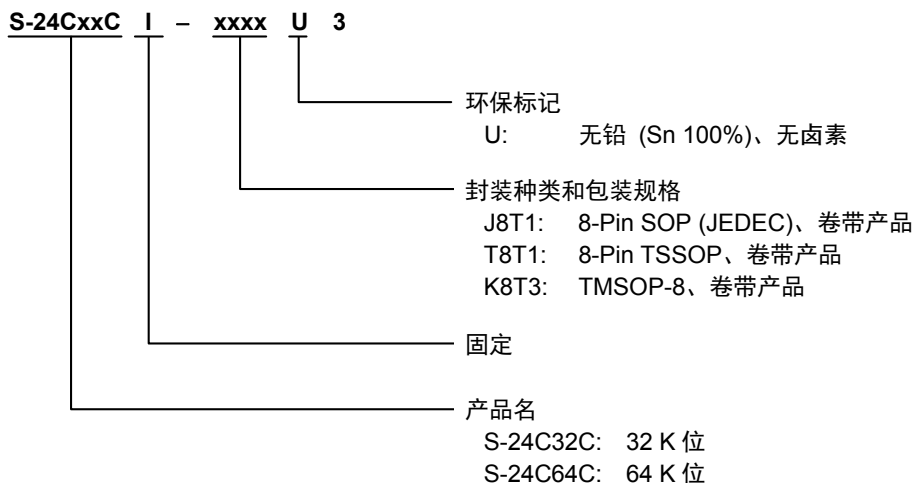 S-24CxxC I – xxxx U 3
环保标记
U: 无铅 (Sn 100%)、无卤素
封装种类和包装规格
J8T1: 8-Pin SOP (JEDEC)、卷带产品
T8T1: 8-Pin TSSOP、卷带产品
K8T3: TMSOP-8、卷带产品
固定
产品名
S-24C32C: 32 K 位
S-24C64C: 64 K 位